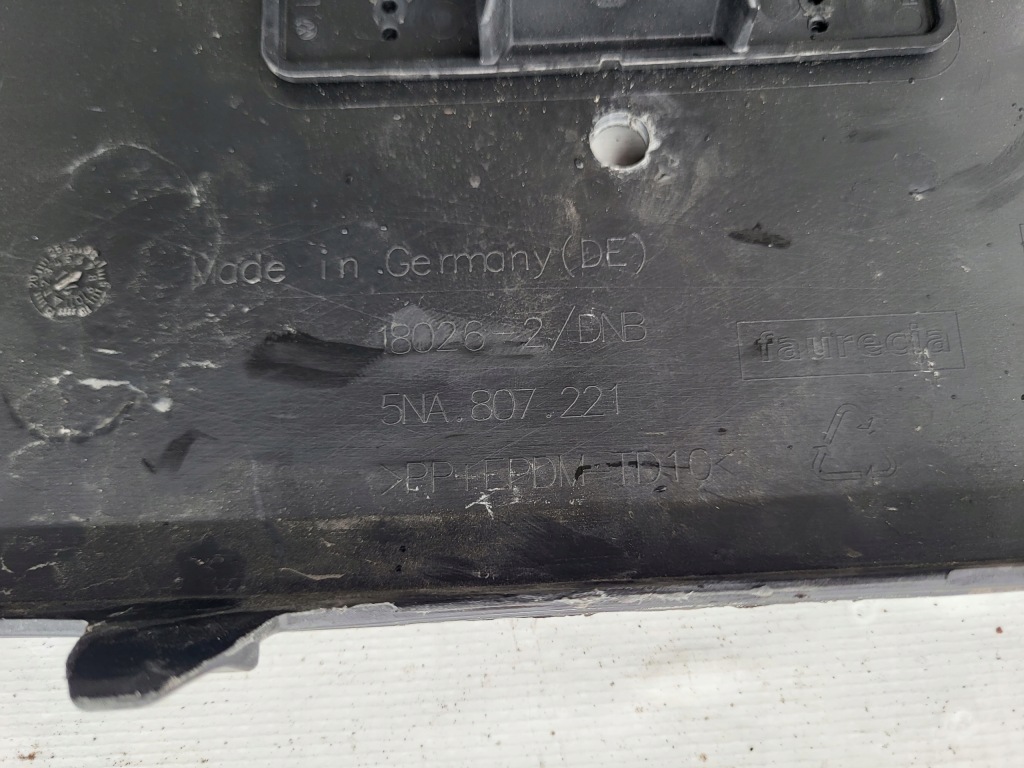 Made in Germany (DE)
18026-2/DNB
faurecia
5NA.807.221
>PP+EPDM-TD10<